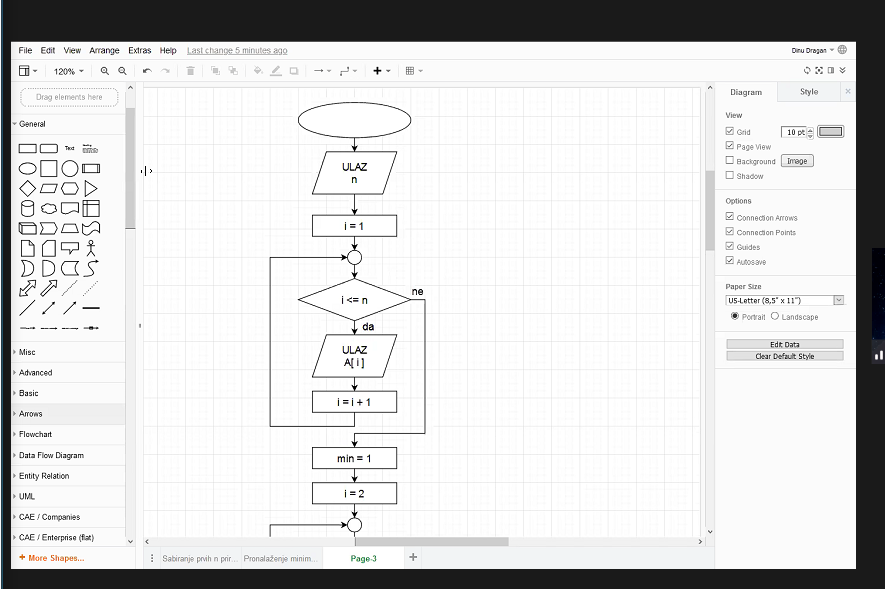 File Edit View Arrange Extras Help Last change 5 minutes ago Dinu Dragan
120%
Drag elements here
General
Text
Misc
Advanced
Basic
Arrows
Flowchart
Data Flow Diagram
Entity Relation
UML
CAE / Companies
CAE / Enterprise (flat)
+ More Shapes...
ULAZ
n
i = 1
i <= n
ne
da
ULAZ
A[ i ]
i = i + 1
min = 1
i = 2
Sabiranje prvih n prir... Pronalaženje minim... Page-3
Diagram Style
View
Grid 10 pt
Page View
Background Image
Shadow
Options
Connection Arrows
Connection Points
Guides
Autosave
Paper Size
US-Letter (8,5" x 11")
Portrait Landscape
Edit Data
Clear Default Style